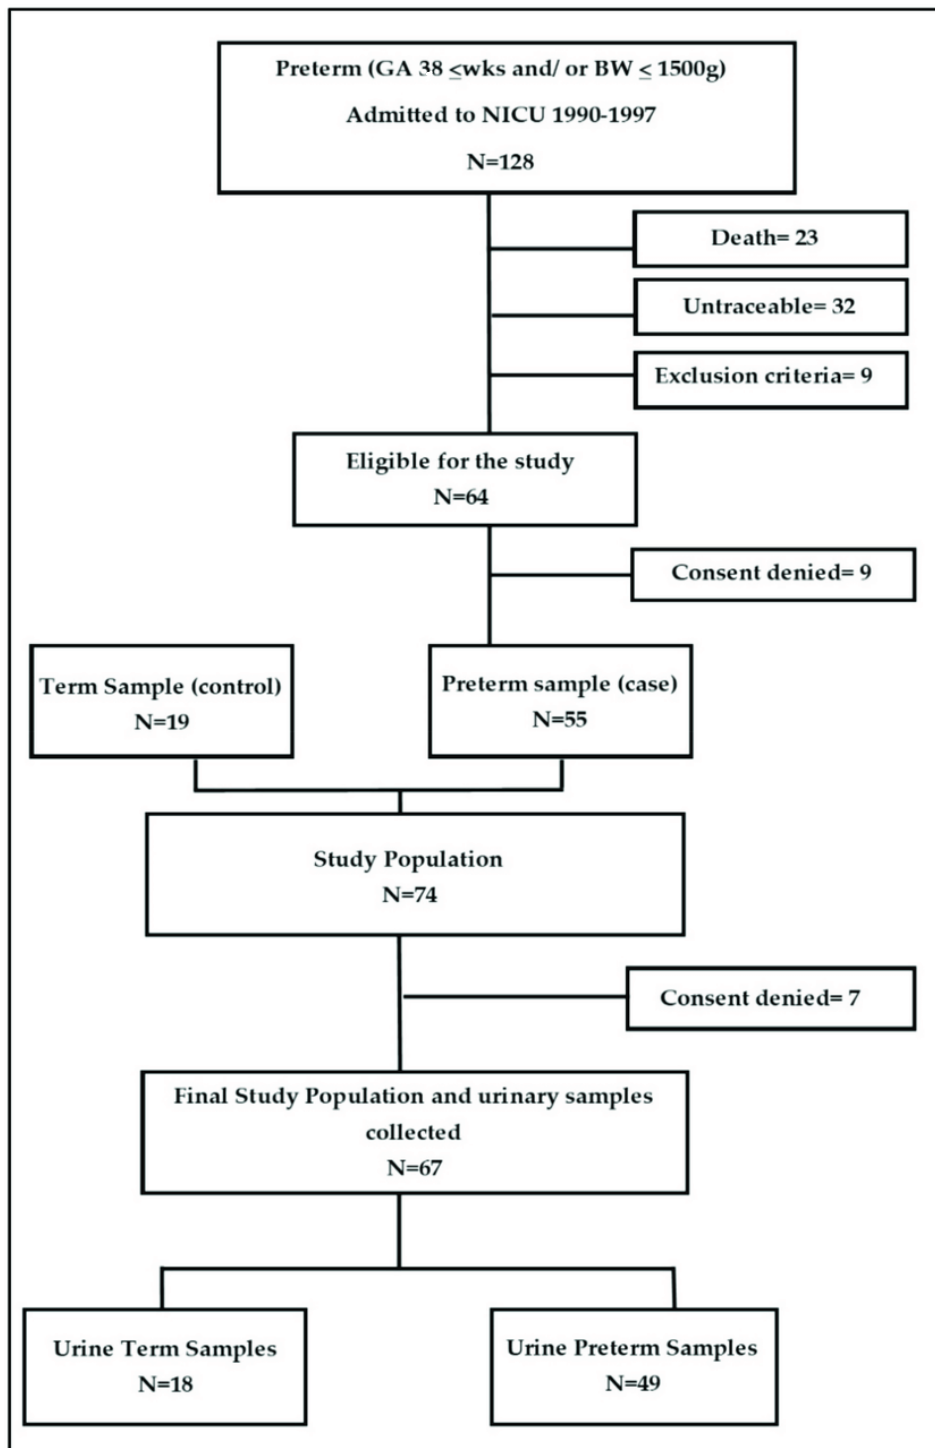 Preterm (GA 38 ≤wks and/ or BW ≤ 1500g)
Admitted to NICU 1990-1997
N=128
Death= 23
Untraceable= 32
Exclusion criteria= 9
Eligible for the study
N=64
Consent denied= 9
Term Sample (control)
N=19
Preterm sample (case)
N=55
Study Population
N=74
Consent denied= 7
Final Study Population and urinary samples
collected
N=67
Urine Term Samples
N=18
Urine Preterm Samples
N=49